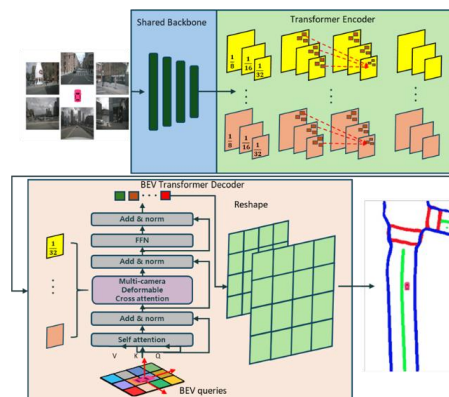 Shared Backbone
Transformer Encoder
1/8
1/16
1/32
1/8
1/16
1/32
BEV Transformer Decoder
Add & norm
FFN
Add & norm
Multi-camera
Deformable
Cross attention
Add & norm
Self attention
V K Q
BEV queries
1/32
Reshape